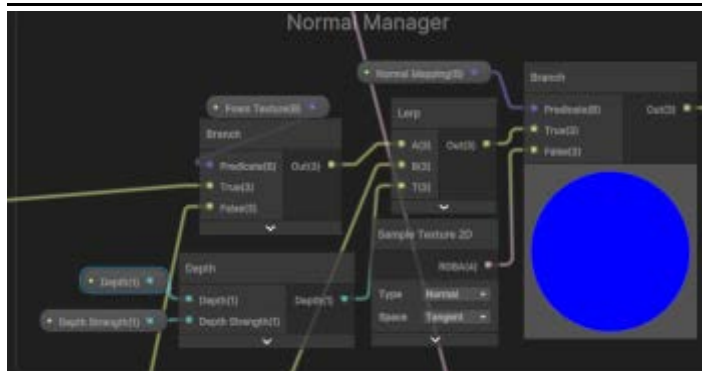 Normal Manager
Normal Mapping(B)
Branch
Predicate(B)
Out(3)
True(3)
False(3)
Texture(B)
Branch
Predicate(B)
Out(3)
True(3)
False(3)
Lerp
A(3)
Out(3)
B(3)
T(3)
Sample Texture 2D
RGBA(4)
Type
Normal
Space
Tangent
Depth
Depth(1)
Depth(1)
Depth(1)
Depth Strength(1)
Depth Strength(1)